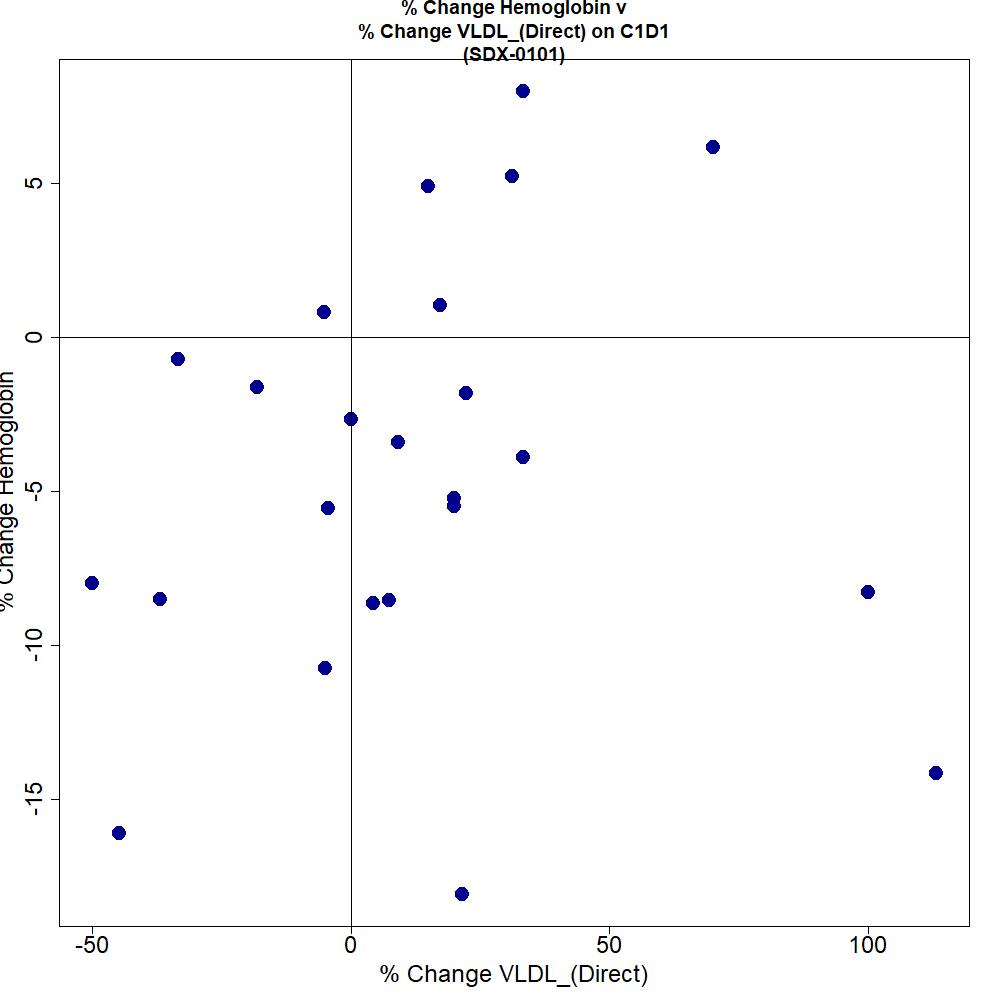 % Change Hemoglobin v
% Change VLDL_(Direct) on C1D1
(SDX-0101)
5
0
-5
-10
-15
% Change Hemoglobin
-50
0
50
100
% Change VLDL_(Direct)